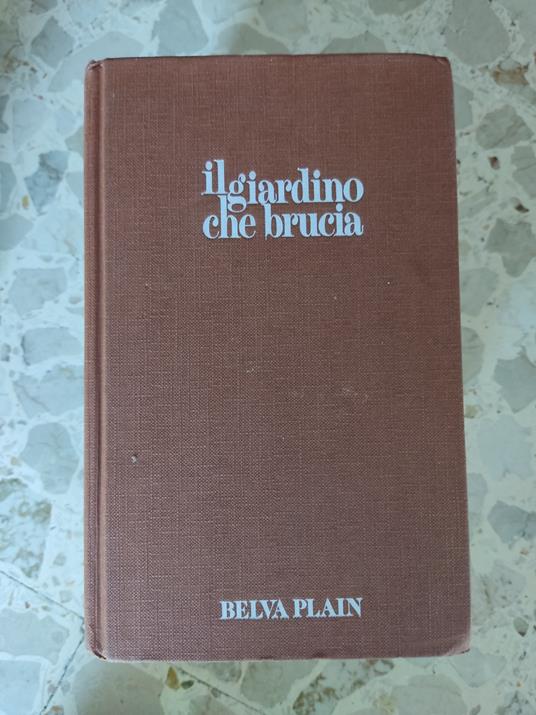 il giardino
che brucia
BELVA PLAIN